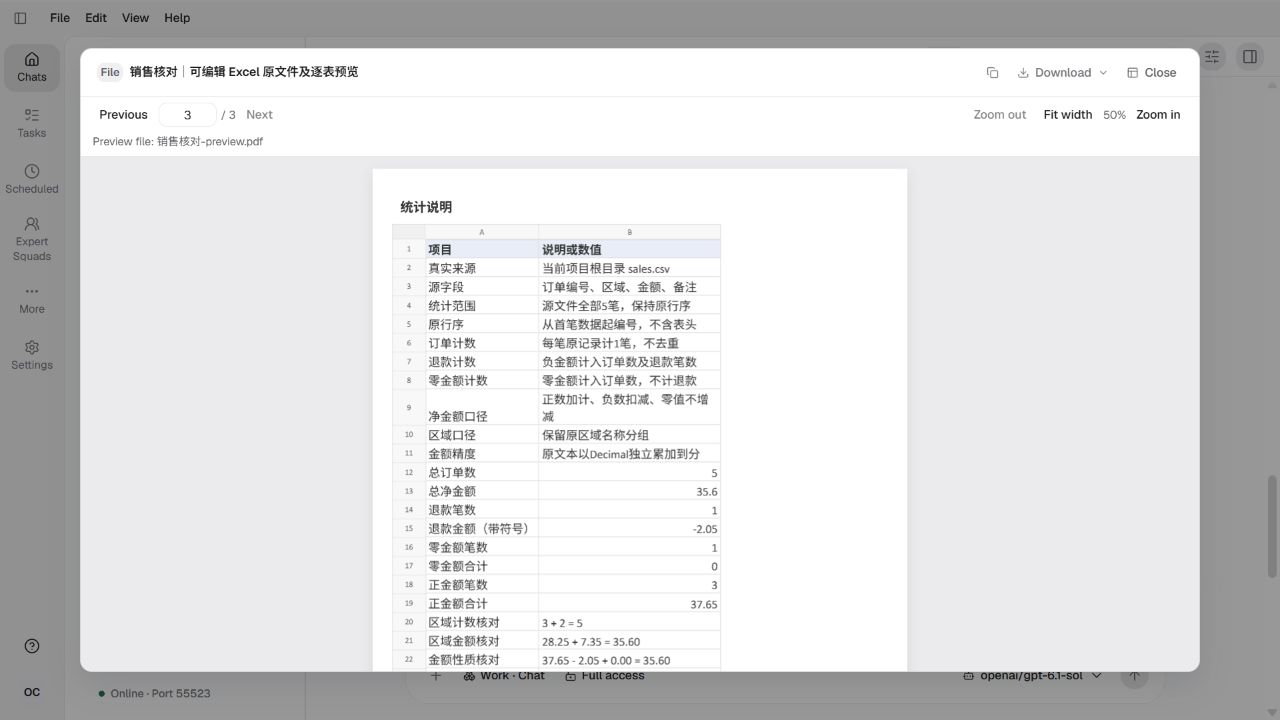 File Edit View Help
Chats
Tasks
Scheduled
Expert
Squads
More
Settings
OC
File 销售核对｜可编辑 Excel 原文件及逐表预览 Download Close
Previous 3 / 3 Next Zoom out Fit width 50% Zoom in
Preview file: 销售核对-preview.pdf
统计说明
A B
1 项目 说明或数值
2 真实来源 当前项目根目录 sales.csv
3 源字段 订单编号、区域、金额、备注
4 统计范围 源文件全部5笔，保持原行序
5 原行序 从首笔数据起编号，不含表头
6 订单计数 每笔原记录计1笔，不去重
7 退款计数 负金额计入订单数及退款笔数
8 零金额计数 零金额计入订单数，不计退款
9 净金额口径 正数加计、负数扣减、零值不增
减
10 区域口径 保留原区域名称分组
11 金额精度 原文本以Decimal独立累加到分
12 总订单数 5
13 总净金额 35.6
14 退款笔数 1
15 退款金额（带符号） -2.05
16 零金额笔数 1
17 零金额合计 0
18 正金额笔数 3
19 正金额合计 37.65
20 区域计数核对 3 + 2 = 5
21 区域金额核对 28.25 + 7.35 = 35.60
22 金额性质核对 37.65 - 2.05 + 0.00 = 35.60
Work · Chat Full access openai/gpt-6.1-sol
Online · Port 55523